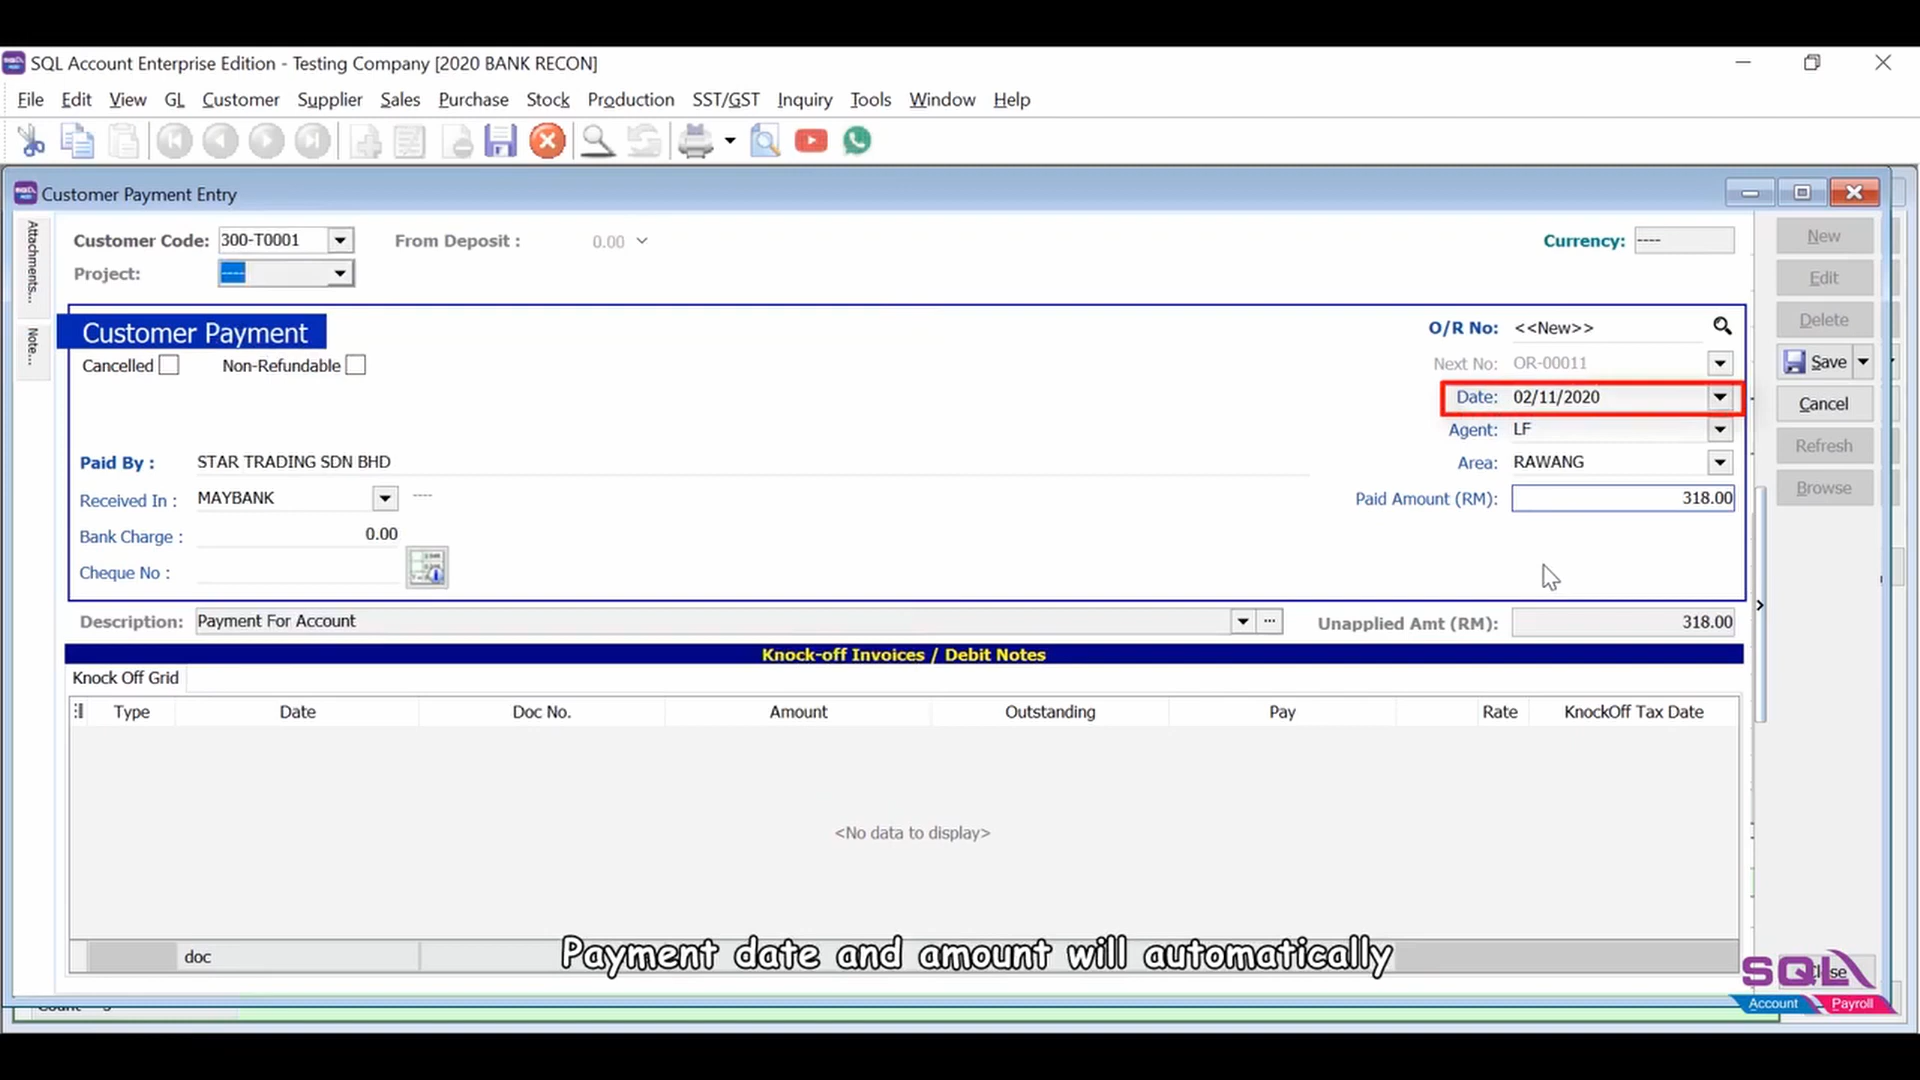 SQL Account Enterprise Edition - Testing Company [2020 BANK RECON]
File Edit View GL Customer Supplier Sales Purchase Stock Production SST/GST Inquiry Tools Window Help
Customer Payment Entry
Attachments...
Note...
Customer Code: 300-T0001 From Deposit : 0.00 Currency: ----
Project: ----
Customer Payment
Cancelled Non-Refundable
O/R No: <<New>>
Next No: OR-00011
Date: 02/11/2020
Agent: LF
Paid By : STAR TRADING SDN BHD Area: RAWANG
Received In : MAYBANK ---- Paid Amount (RM): 318.00
Bank Charge : 0.00
Cheque No :
Description: Payment For Account ... Unapplied Amt (RM): 318.00
Knock-off Invoices / Debit Notes
Knock Off Grid
Type Date Doc No. Amount Outstanding Pay Rate KnockOff Tax Date
<No data to display>
doc
Payment date and amount will automatically
New
Edit
Delete
Save
Cancel
Refresh
Browse
Close
SQL
Account Payroll